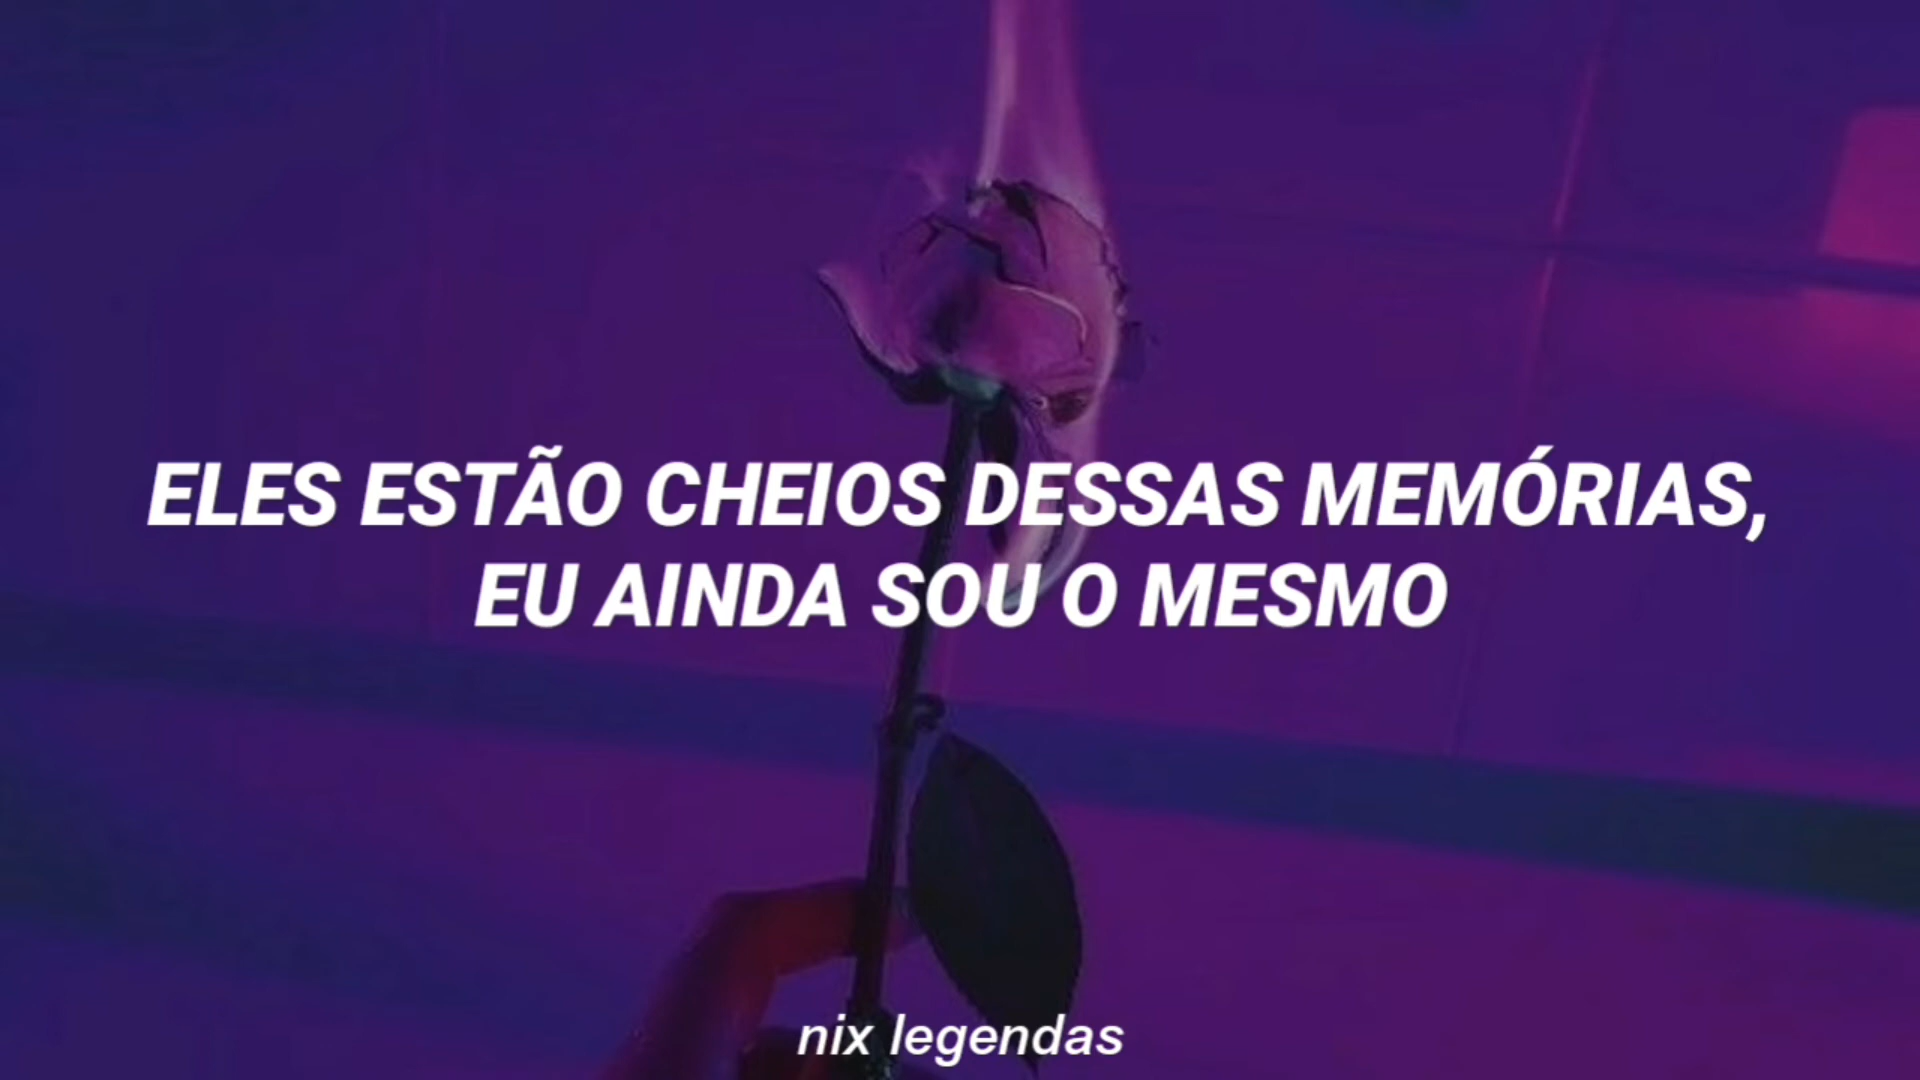 ELES ESTÃO CHEIOS DESSAS MEMÓRIAS,
EU AINDA SOU O MESMO
nix legendas